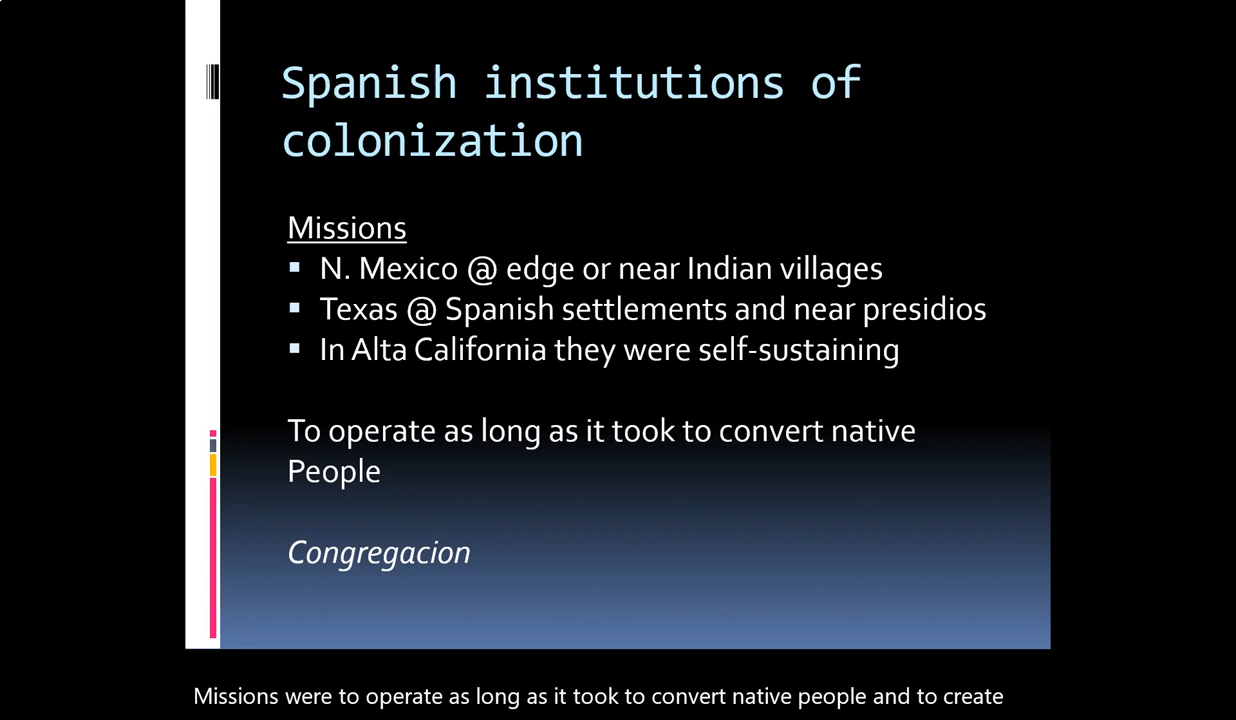 Spanish institutions of
colonization
Missions
▪ N. Mexico @ edge or near Indian villages
▪ Texas @ Spanish settlements and near presidios
▪ In Alta California they were self-sustaining
To operate as long as it took to convert native
People
Congregacion
Missions were to operate as long as it took to convert native people and to create